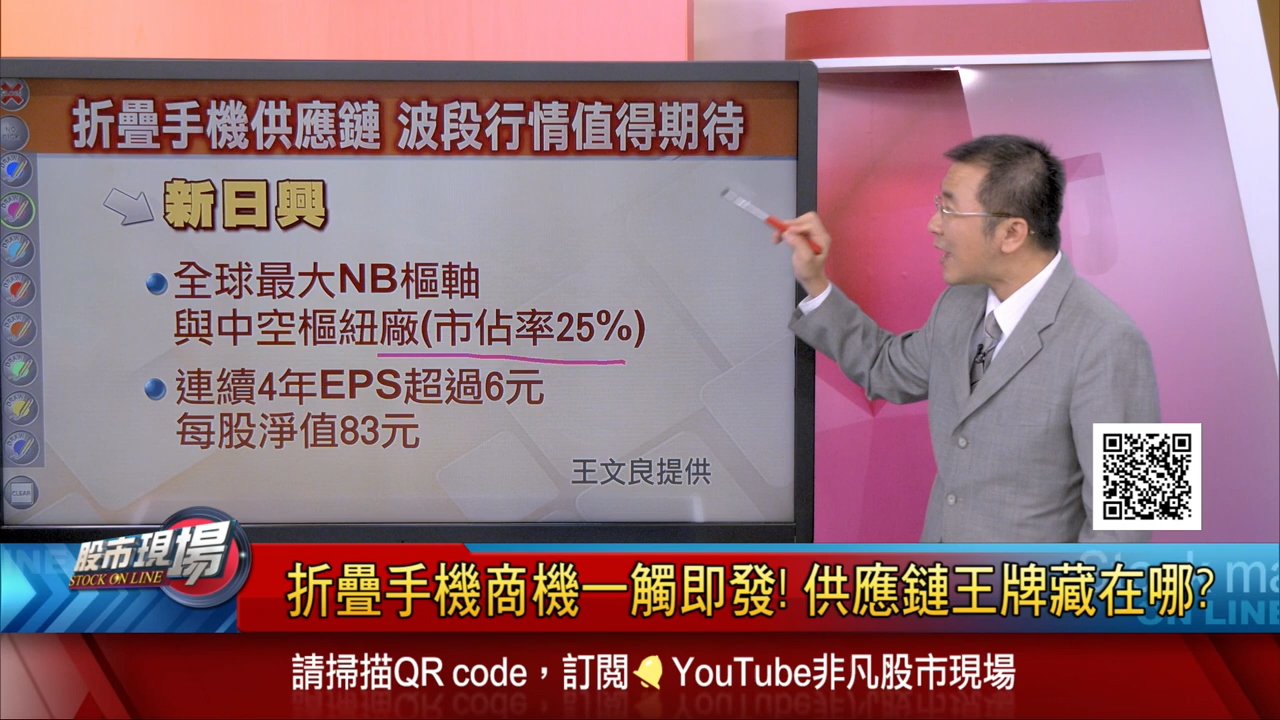 折疊手機供應鏈 波段行情值得期待
新日興
全球最大NB樞軸
與中空樞紐廠(市佔率25%)
連續4年EPS超過6元
每股淨值83元
王文良提供
CLEAR
股市現場
STOCK ON LINE
折疊手機商機一觸即發! 供應鏈王牌藏在哪?
ON LINE
請掃描QR code，訂閱🔔YouTube非凡股市現場